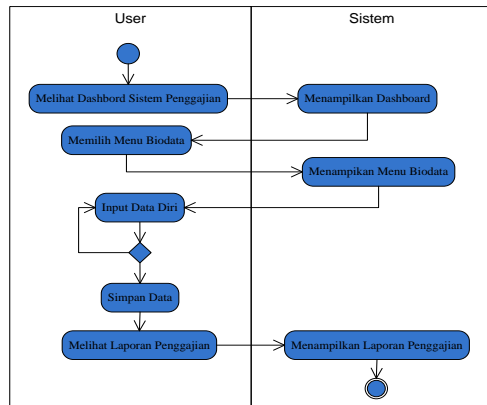 User
Sistem
Melihat Dashbord Sistem Penggajian
Menampilkan Dashboard
Memilih Menu Biodata
Menampikan Menu Biodata
Input Data Diri
Simpan Data
Melihat Laporan Penggajian
Menampilkan Laporan Penggajian